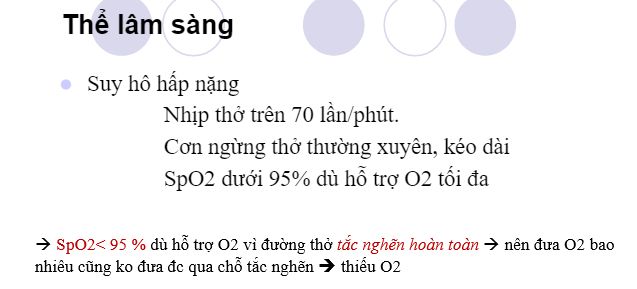 Thể lâm sàng
Suy hô hấp nặng
Nhịp thở trên 70 lần/phút.
Cơn ngừng thở thường xuyên, kéo dài
SpO2 dưới 95% dù hỗ trợ O2 tối đa
→ SpO2< 95 % dù hỗ trợ O2 vì đường thở tắc nghẽn hoàn toàn → nên đưa O2 bao
nhiêu cũng ko đưa đc qua chỗ tắc nghẽn → thiếu O2